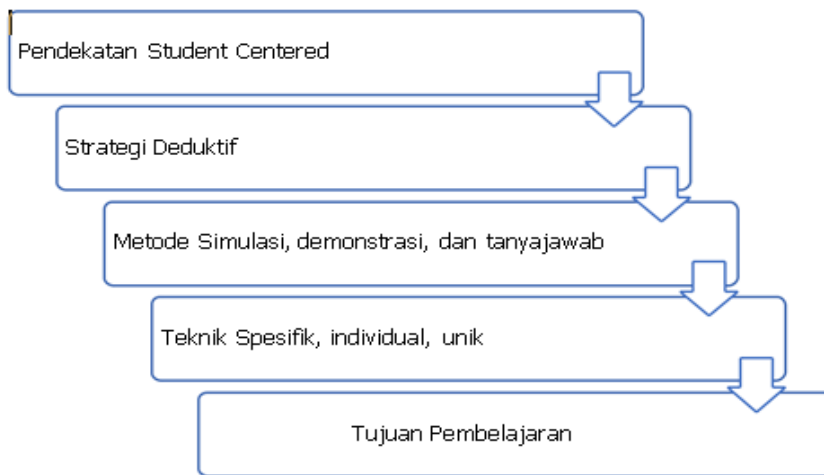 Pendekatan Student Centered
Strategi Deduktif
Metode Simulasi, demonstrasi, dan tanyajawab
Teknik Spesifik, individual, unik
Tujuan Pembelajaran